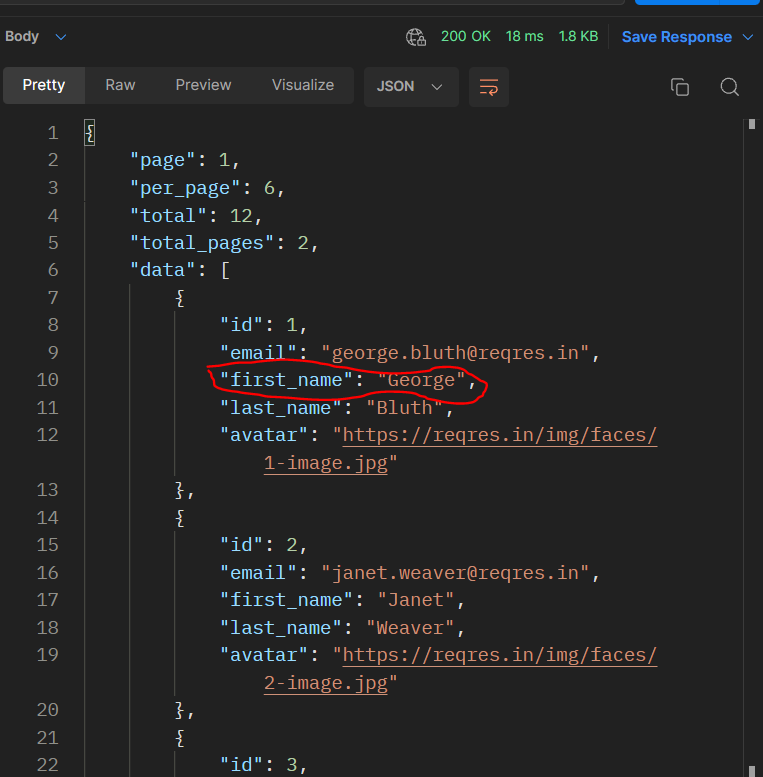 Body 200 OK 18 ms 1.8 KB Save Response
Pretty Raw Preview Visualize JSON
1 {
2 "page": 1,
3 "per_page": 6,
4 "total": 12,
5 "total_pages": 2,
6 "data": [
7 {
8 "id": 1,
9 "email": "george.bluth@reqres.in",
10 "first_name": "George",
11 "last_name": "Bluth",
12 "avatar": "https://reqres.in/img/faces/
1-image.jpg"
13 },
14 {
15 "id": 2,
16 "email": "janet.weaver@reqres.in",
17 "first_name": "Janet",
18 "last_name": "Weaver",
19 "avatar": "https://reqres.in/img/faces/
2-image.jpg"
20 },
21 {
22 "id": 3,